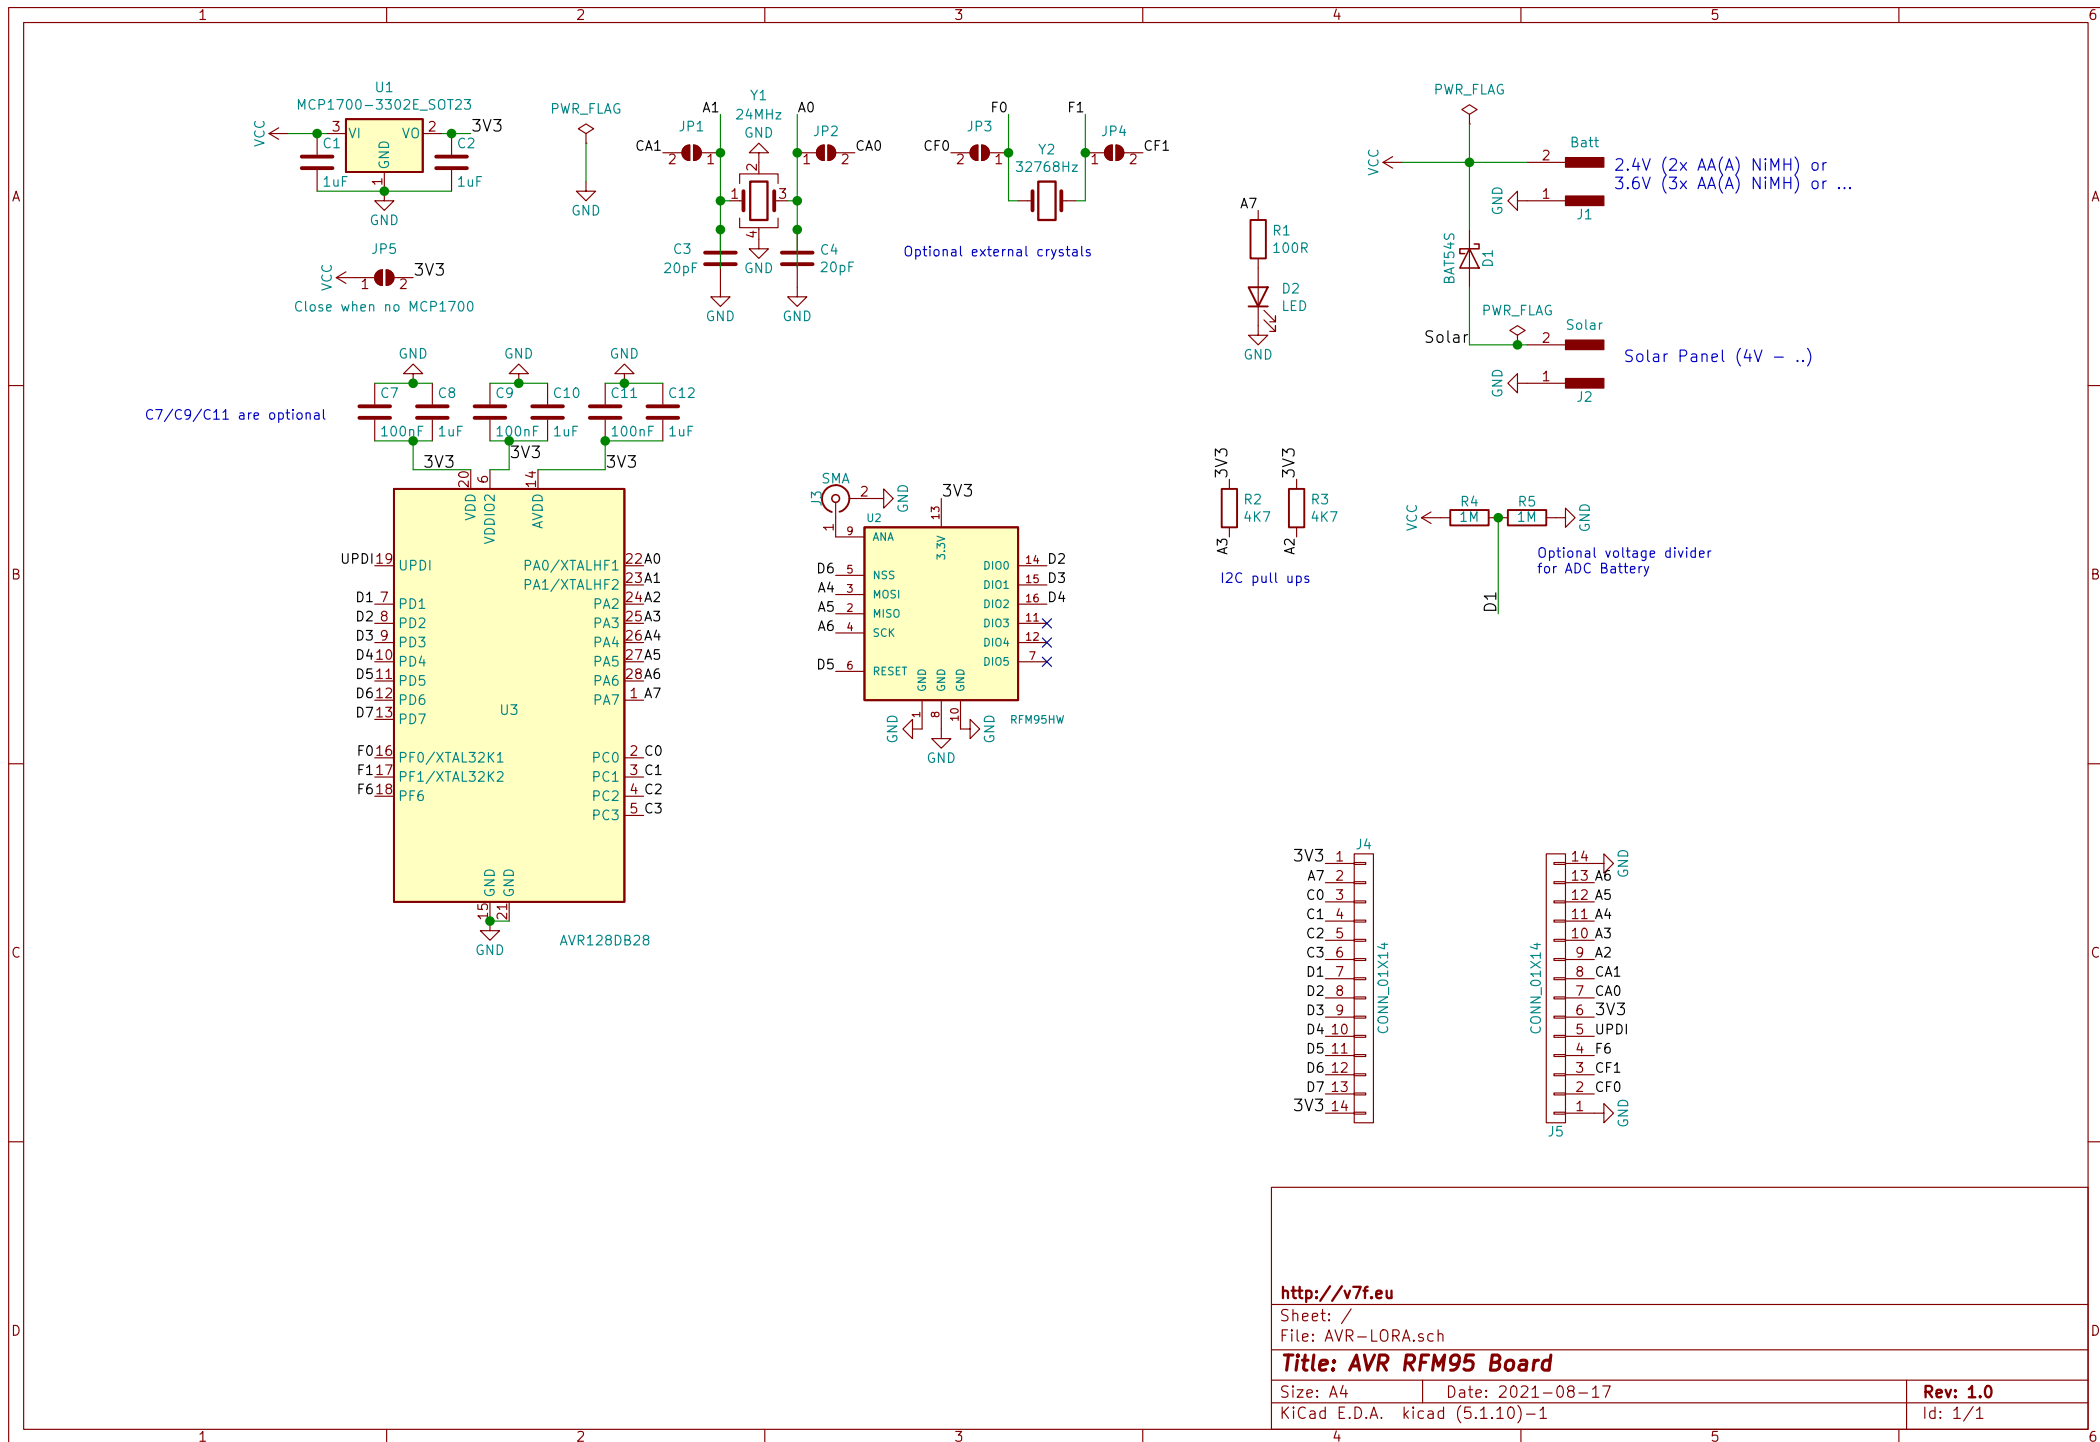 1 2 3 4 5 6
A
B
C
D
A
B
C
D
1 2 3 4 5 6
U1
MCP1700-3302E_SOT23
VCC
3 VI
VO 2
3V3
GND
1
C1
1uF
C2
1uF
GND
JP5
VCC
1 2
3V3
Close when no MCP1700
PWR_FLAG
GND
Y1
24MHz
GND
A1
A0
JP1
CA1
2 1
JP2
1 2
CA0
2
1 3
4
C3
20pF
GND
C4
20pF
GND
GND
F0
F1
JP3
CF0
2 1
JP4
1 2
CF1
Y2
32768Hz
Optional external crystals
A7
R1
100R
D2
LED
GND
PWR_FLAG
VCC
Batt
2
2.4V (2x AA(A) NiMH) or
3.6V (3x AA(A) NiMH) or ...
GND
1
J1
BAT54S
D1
PWR_FLAG
Solar
Solar
2
Solar Panel (4V - ..)
GND
1
J2
GND
GND
GND
C7
100nF
C8
1uF
C9
100nF
C10
1uF
C11
100nF
C12
1uF
C7/C9/C11 are optional
3V3
3V3
3V3
20
6
14
VDD
VDDIO2
AVDD
UPDI 19 UPDI
D1 7 PD1
D2 8 PD2
D3 9 PD3
D4 10 PD4
D5 11 PD5
D6 12 PD6
D7 13 PD7
F0 16 PF0/XTAL32K1
F1 17 PF1/XTAL32K2
F6 18 PF6
U3
PA0/XTALHF1 22 A0
PA1/XTALHF2 23 A1
PA2 24 A2
PA3 25 A3
PA4 26 A4
PA5 27 A5
PA6 28 A6
PA7 1 A7
PC0 2 C0
PC1 3 C1
PC2 4 C2
PC3 5 C3
GND
GND
15
21
GND
AVR128DB28
SMA
J3
2
GND
1
U2
3V3
13
3.3V
9 ANA
D6 5 NSS
A4 3 MOSI
A5 2 MISO
A6 4 SCK
D5 6 RESET
DIO0 14 D2
DIO1 15 D3
DIO2 16 D4
DIO3 11
DIO4 12
DIO5 7
GND
GND
GND
1
8
10
GND
GND
GND
RFM95HW
3V3
R2
4K7
A3
3V3
R3
4K7
A2
I2C pull ups
VCC
R4
1M
R5
1M
GND
D1
Optional voltage divider
for ADC Battery
J4
3V3 1
A7 2
C0 3
C1 4
C2 5
C3 6
D1 7
D2 8
D3 9
D4 10
D5 11
D6 12
D7 13
3V3 14
CONN_01X14
CONN_01X14
14 GND
13 A6
12 A5
11 A4
10 A3
9 A2
8 CA1
7 CA0
6 3V3
5 UPDI
4 F6
3 CF1
2 CF0
1 GND
J5
http://v7f.eu
Sheet: /
File: AVR-LORA.sch
Title: AVR RFM95 Board
Size: A4
Date: 2021-08-17
Rev: 1.0
KiCad E.D.A. kicad (5.1.10)-1
Id: 1/1